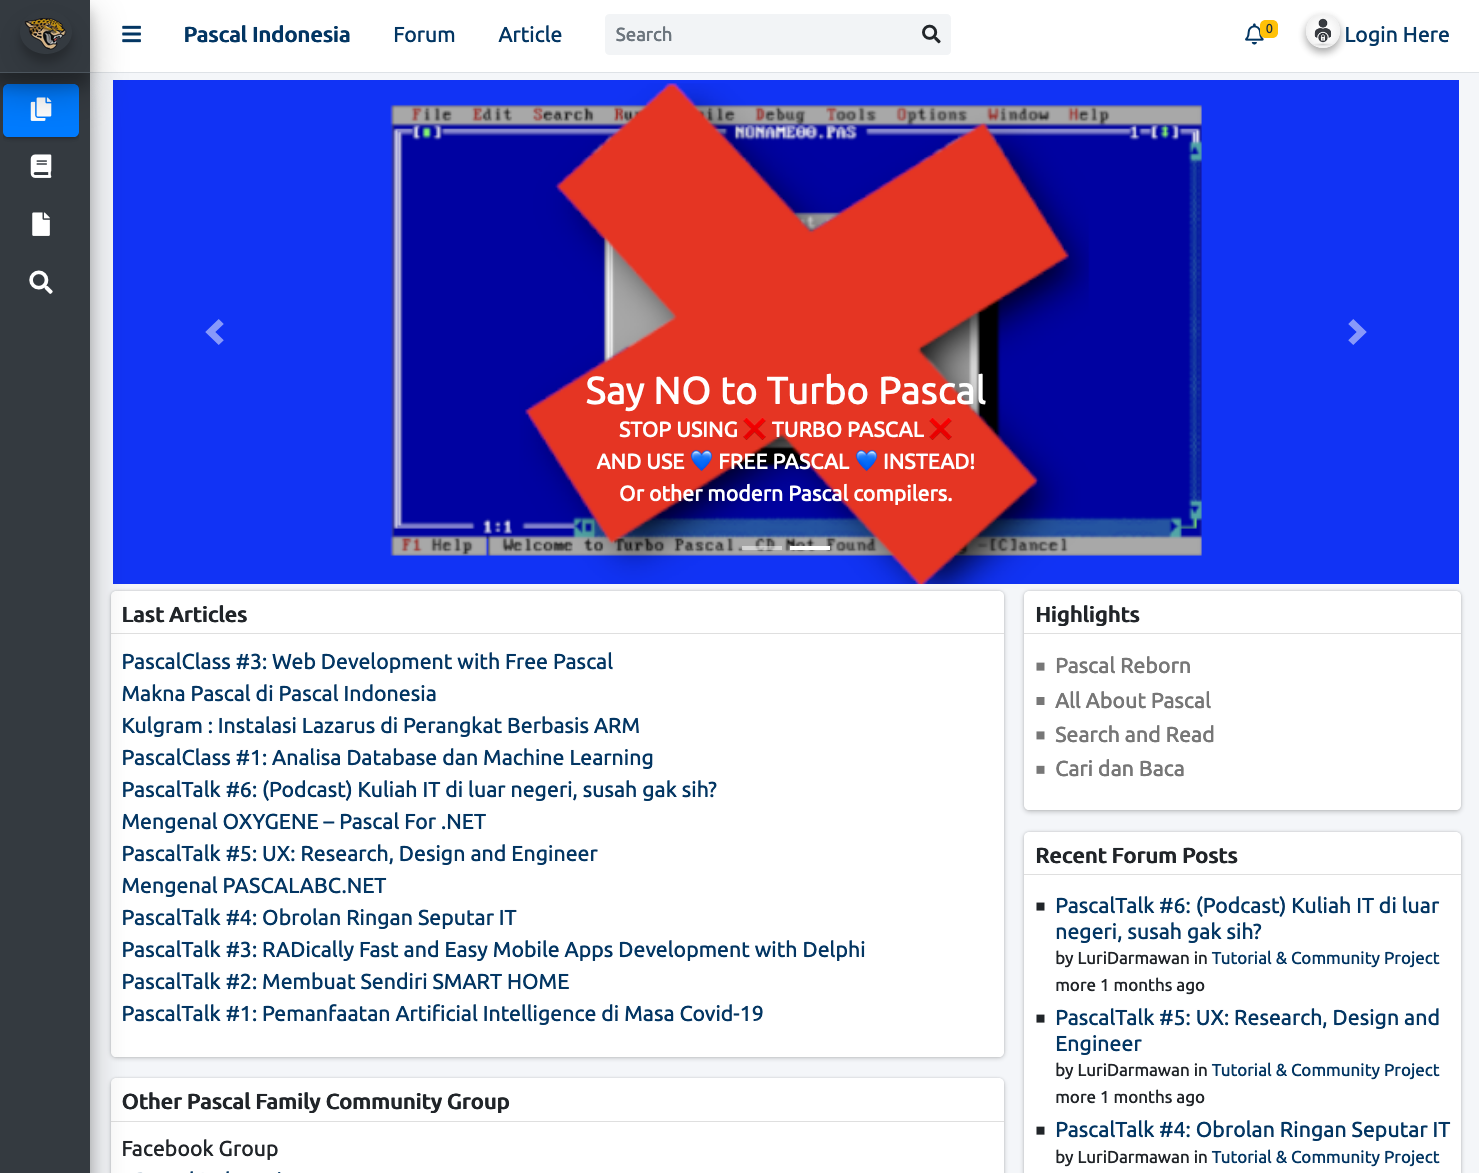 Pascal Indonesia
Forum
Article
Search
0
Login Here
File Edit Search Ru ile Debug Tools Options Window Help
NONAME00.PAS
1
Say NO to Turbo Pascal
STOP USING ❌ TURBO PASCAL ❌
AND USE 💙 FREE PASCAL 💙 INSTEAD!
Or other modern Pascal compilers.
1:1
F1 Help Welcome to Turbo Pascal. CD Not Found -[C]ancel
Last Articles
PascalClass #3: Web Development with Free Pascal
Makna Pascal di Pascal Indonesia
Kulgram : Instalasi Lazarus di Perangkat Berbasis ARM
PascalClass #1: Analisa Database dan Machine Learning
PascalTalk #6: (Podcast) Kuliah IT di luar negeri, susah gak sih?
Mengenal OXYGENE – Pascal For .NET
PascalTalk #5: UX: Research, Design and Engineer
Mengenal PASCALABC.NET
PascalTalk #4: Obrolan Ringan Seputar IT
PascalTalk #3: RADically Fast and Easy Mobile Apps Development with Delphi
PascalTalk #2: Membuat Sendiri SMART HOME
PascalTalk #1: Pemanfaatan Artificial Intelligence di Masa Covid-19
Other Pascal Family Community Group
Facebook Group
Highlights
Pascal Reborn
All About Pascal
Search and Read
Cari dan Baca
Recent Forum Posts
PascalTalk #6: (Podcast) Kuliah IT di luar
negeri, susah gak sih?
by LuriDarmawan in Tutorial & Community Project
more 1 months ago
PascalTalk #5: UX: Research, Design and
Engineer
by LuriDarmawan in Tutorial & Community Project
more 1 months ago
PascalTalk #4: Obrolan Ringan Seputar IT
by LuriDarmawan in Tutorial & Community Project